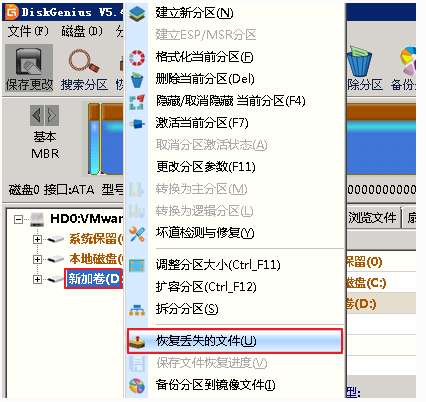 DiskGenius V5.4
文件(F) 磁盘(D)
保存更改 搜索分区
基本
MBR
磁盘0 接口:ATA 型号
HD0:VMwar
系统保留(
本地磁盘(
新加卷(D:
建立新分区(N)
建立ESP/MSR分区
格式化当前分区(F)
删除当前分区(Del)
隐藏/取消隐藏 当前分区(F4)
激活当前分区(F7)
取消分区激活状态(A)
更改分区参数(F11)
转换为主分区(M)
转换为逻辑分区(L)
坏道检测与修复(Y)
调整分区大小(Ctrl_F11)
扩容分区(Ctrl_F12)
拆分分区(S)
恢复丢失的文件(U)
保存文件恢复进度(V)
备份分区到镜像文件(I)
除分区 备份分
浏览文件
保留)(0)
磁盘(C:)
卷(D:)
型: